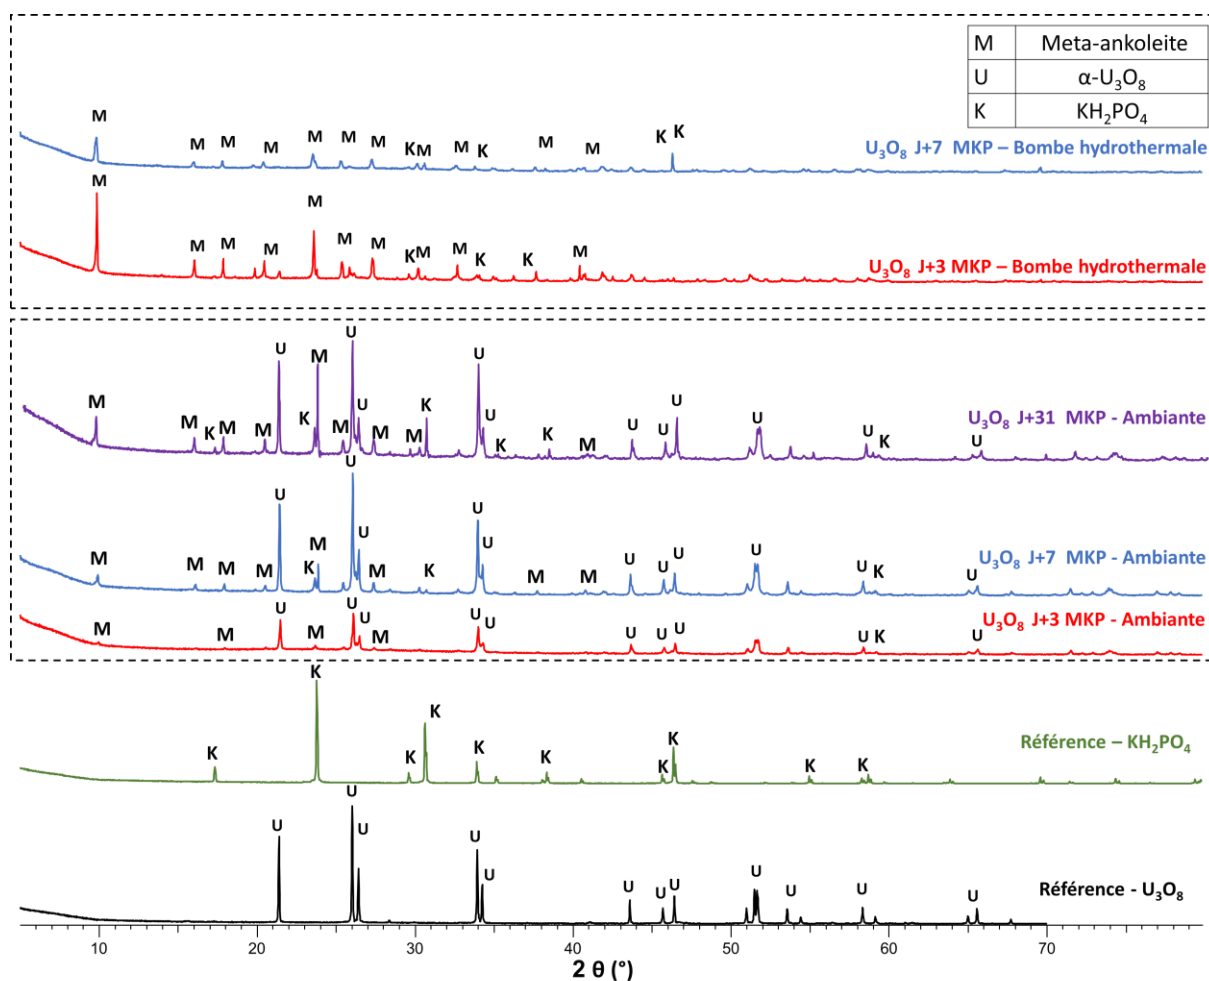 M Meta-ankoleite
U α-U₃O₈
K KH₂PO₄
M M M M M M M K M M K M M K K
U₃O₈ J+7 MKP – Bombe hydrothermale
M M M M M M M K M M K K M
U₃O₈ J+3 MKP – Bombe hydrothermale
M M K M M K M M U U M K M U U K K M U U U U U K U
U₃O₈ J+31 MKP - Ambiante
M M M M U K M U U M K U U M M U U U U U K U
U₃O₈ J+7 MKP - Ambiante
M M U M U U M U U U U U U U K U
U₃O₈ J+3 MKP - Ambiante
K K K K K K K K K K
Référence – KH₂PO₄
U U U U U U U U U U U U
Référence - U₃O₈
10 20 30 40 50 60 70
2 θ (°)